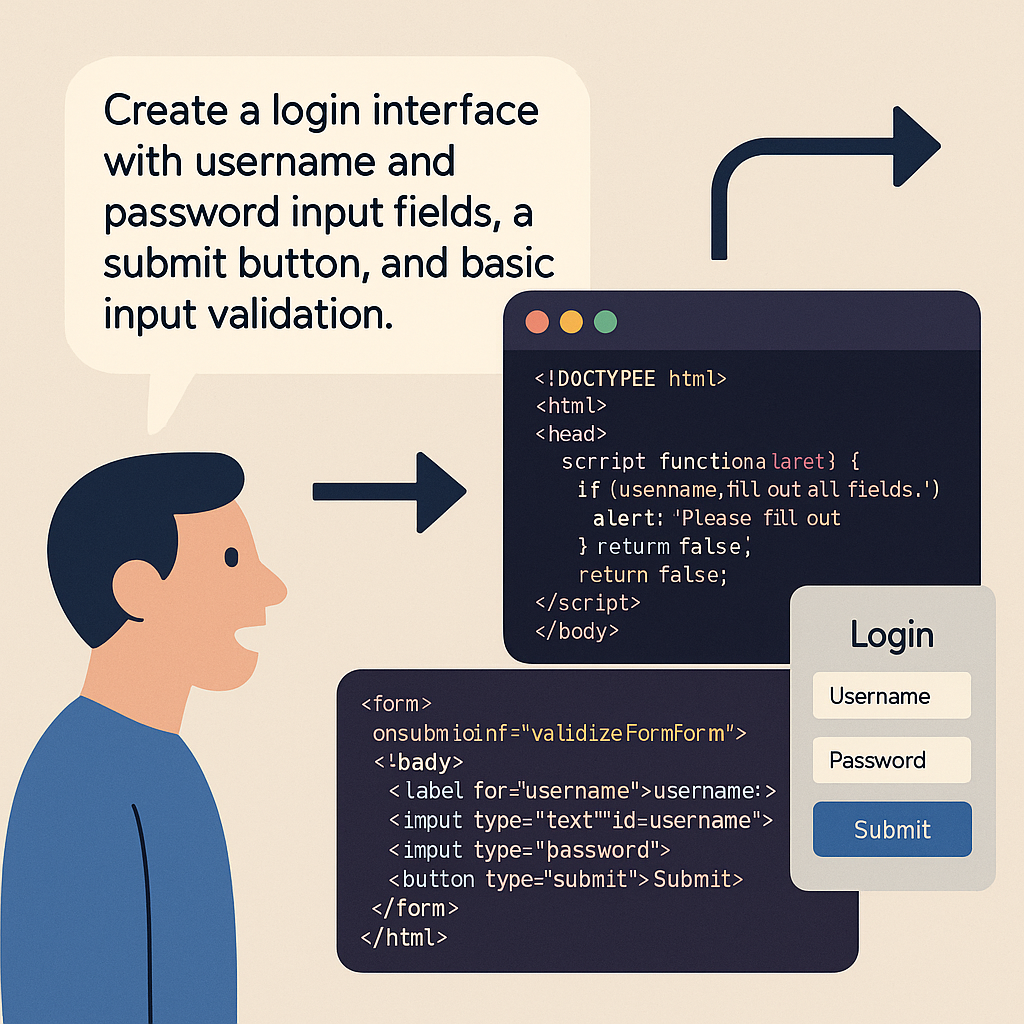 Create a login interface
with username and
password input fields, a
submit button, and basic
input validation.
<!DOCTYPEE html>
<html>
<head>
scrript functiona laret} {
if (usenname,fill out all fields.')
alert: 'Please fill out
} returm false;
return false;
</script>
</body>
<form>
onsubmioinf="validizeFormForm">
<!bady>
<label for="username">username:>
<imput type="text""id=username">
<imput type="password">
<button type="submit">Submit>
</form>
</html>
Login
Username
Password
Submit